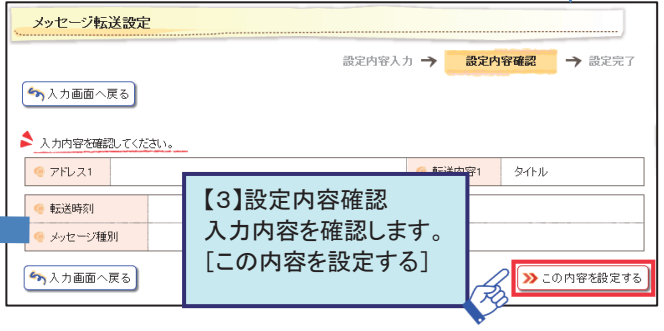 メッセージ転送設定
設定内容入力 → 設定内容確認 → 設定完了
入力画面へ戻る
入力内容を確認してください。
アドレス1 転送内容1 タイトル
転送時刻
メッセージ種別
【3】設定内容確認
入力内容を確認します。
[この内容を設定する]
入力画面へ戻る
この内容を設定する